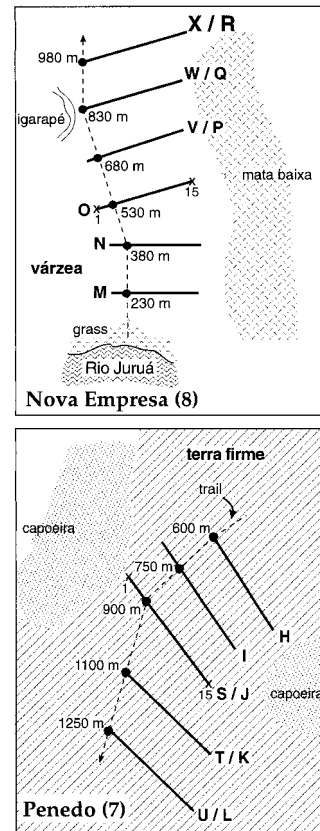 X / R
980 m
W / Q
igarapé
830 m
V / P
680 m
15
mata baixa
O
1
530 m
N
380 m
várzea
M
230 m
grass
Rio Juruá
Nova Empresa (8)
terra firme
trail
capoeira
600 m
750 m
1
900 m
H
I
1100 m
15
S / J
capoeira
1250 m
T / K
U / L
Penedo (7)